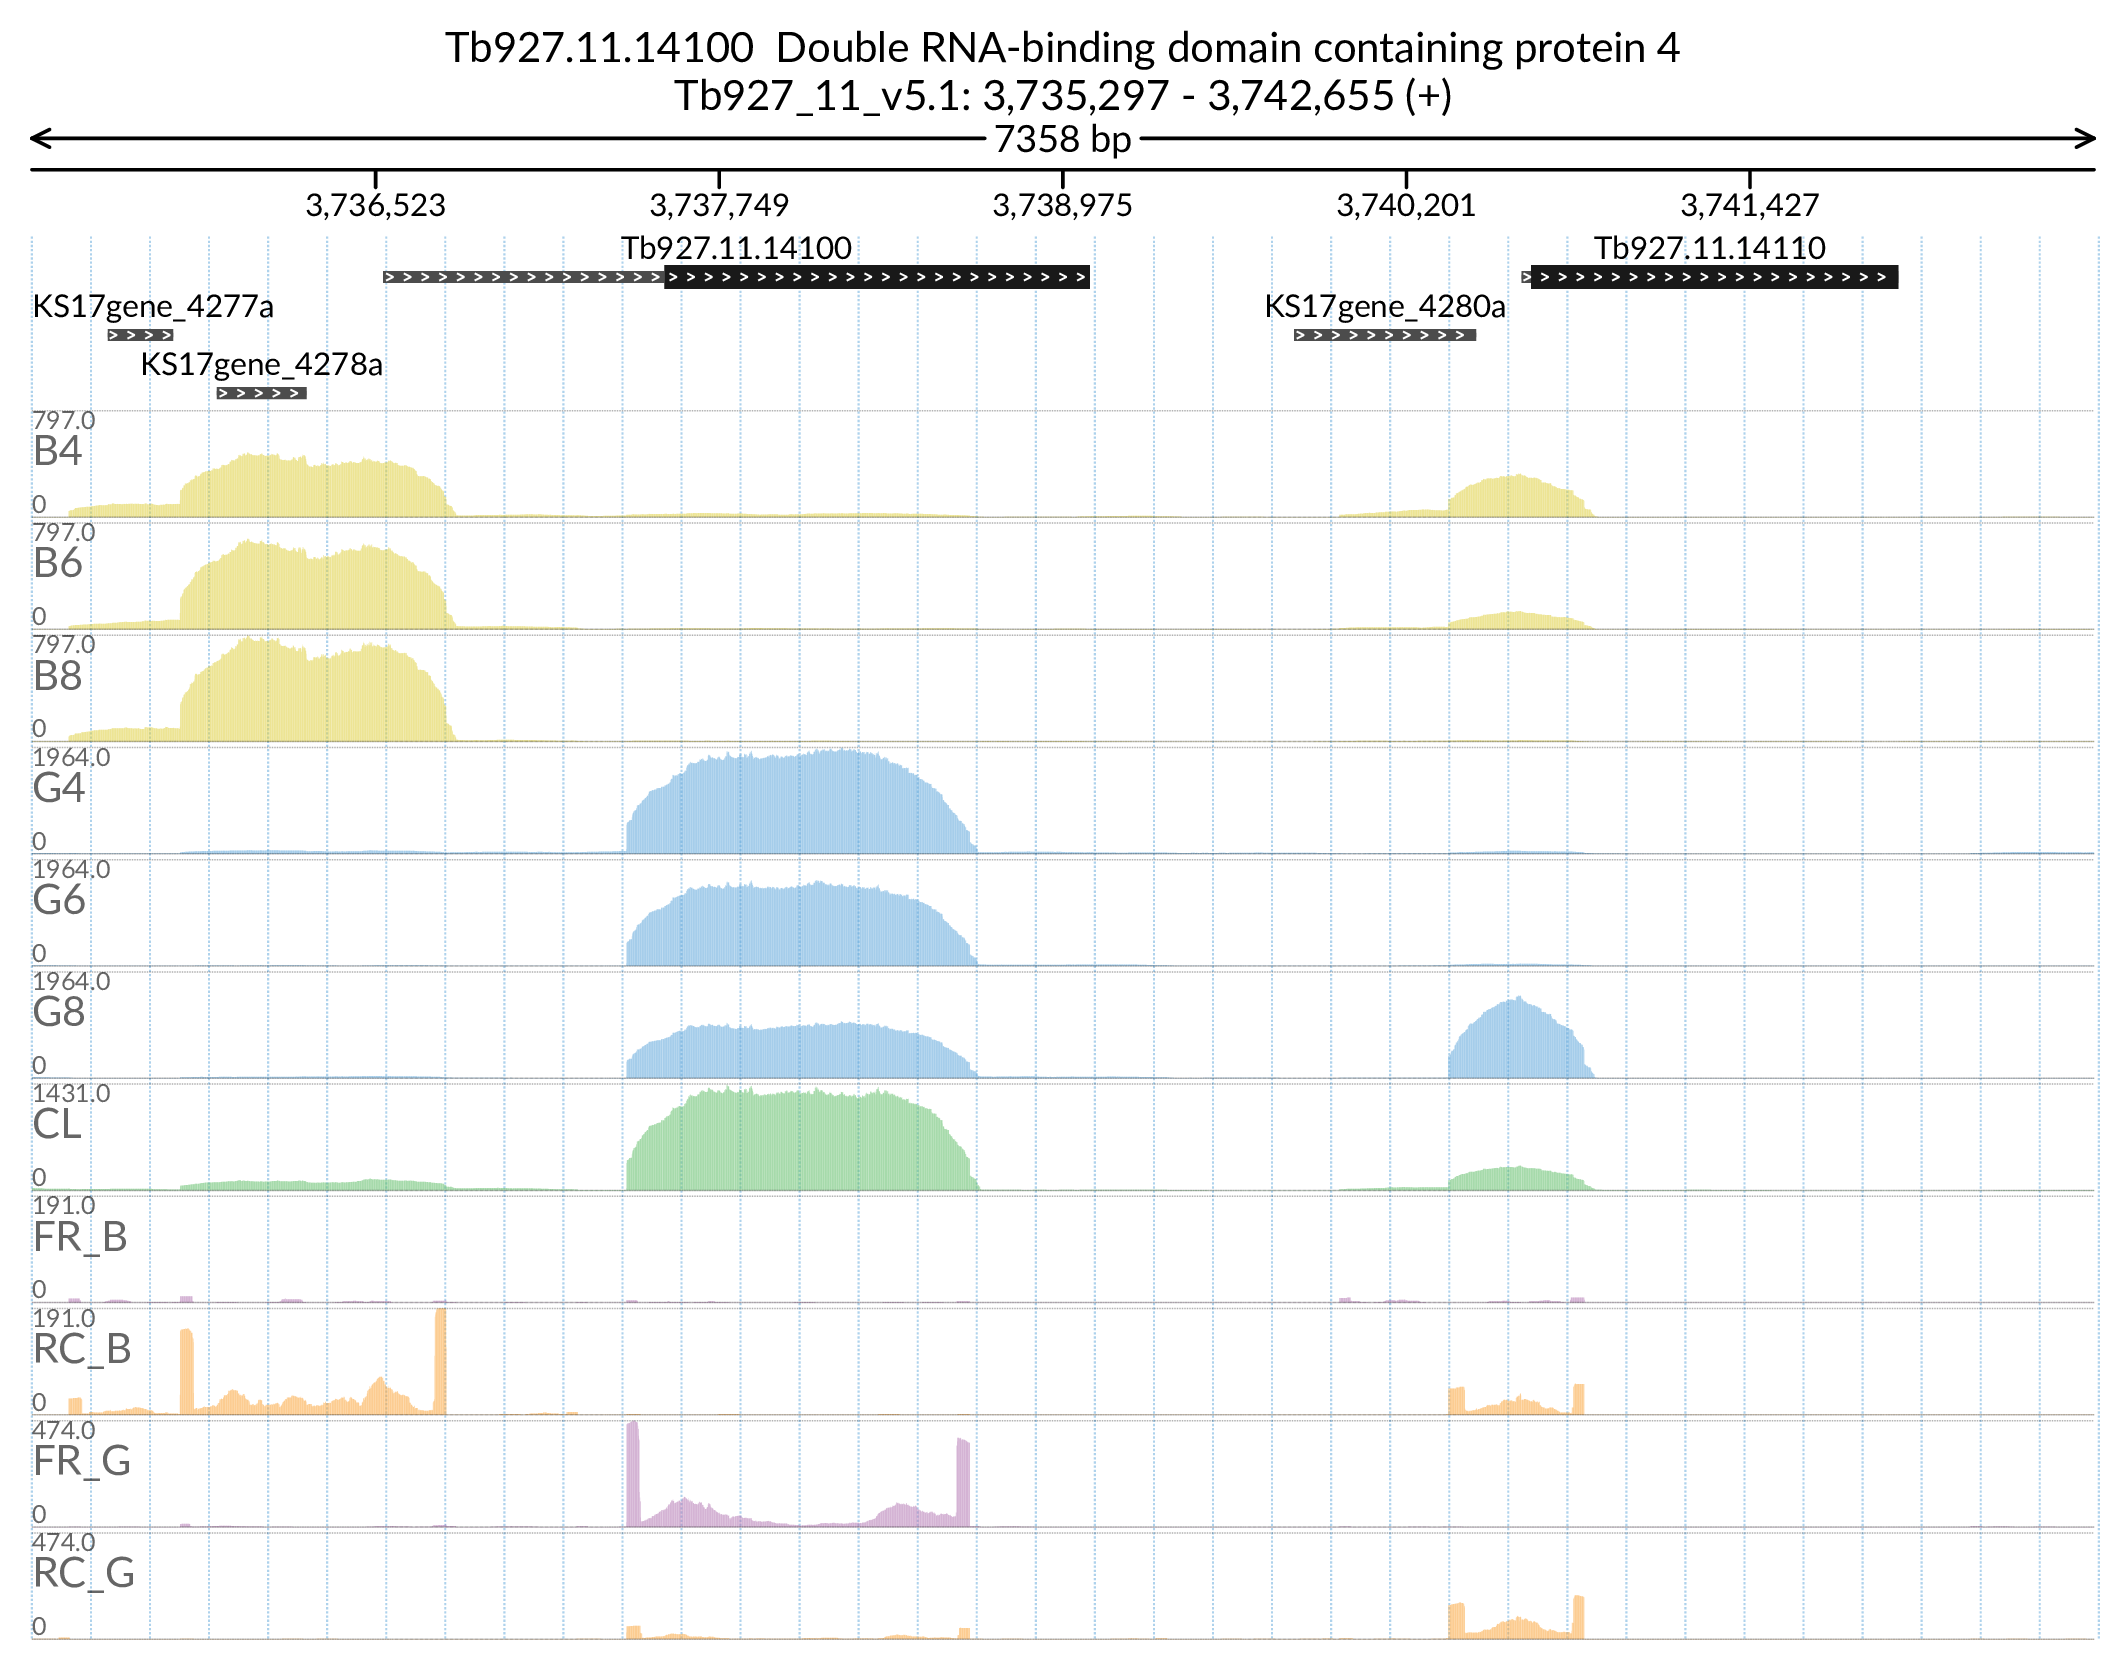 Tb927.11.14100  Double RNA-binding domain containing protein 4
Tb927_11_v5.1: 3,735,297 - 3,742,655 (+)
7358 bp
3,736,523 3,737,749 3,738,975 3,740,201 3,741,427
Tb927.11.14100 Tb927.11.14110
KS17gene_4277a KS17gene_4280a
KS17gene_4278a
797.0
B4
0
797.0
B6
0
797.0
B8
0
1964.0
G4
0
1964.0
G6
0
1964.0
G8
0
1431.0
CL
0
191.0
FR_B
0
191.0
RC_B
0
474.0
FR_G
0
474.0
RC_G
0